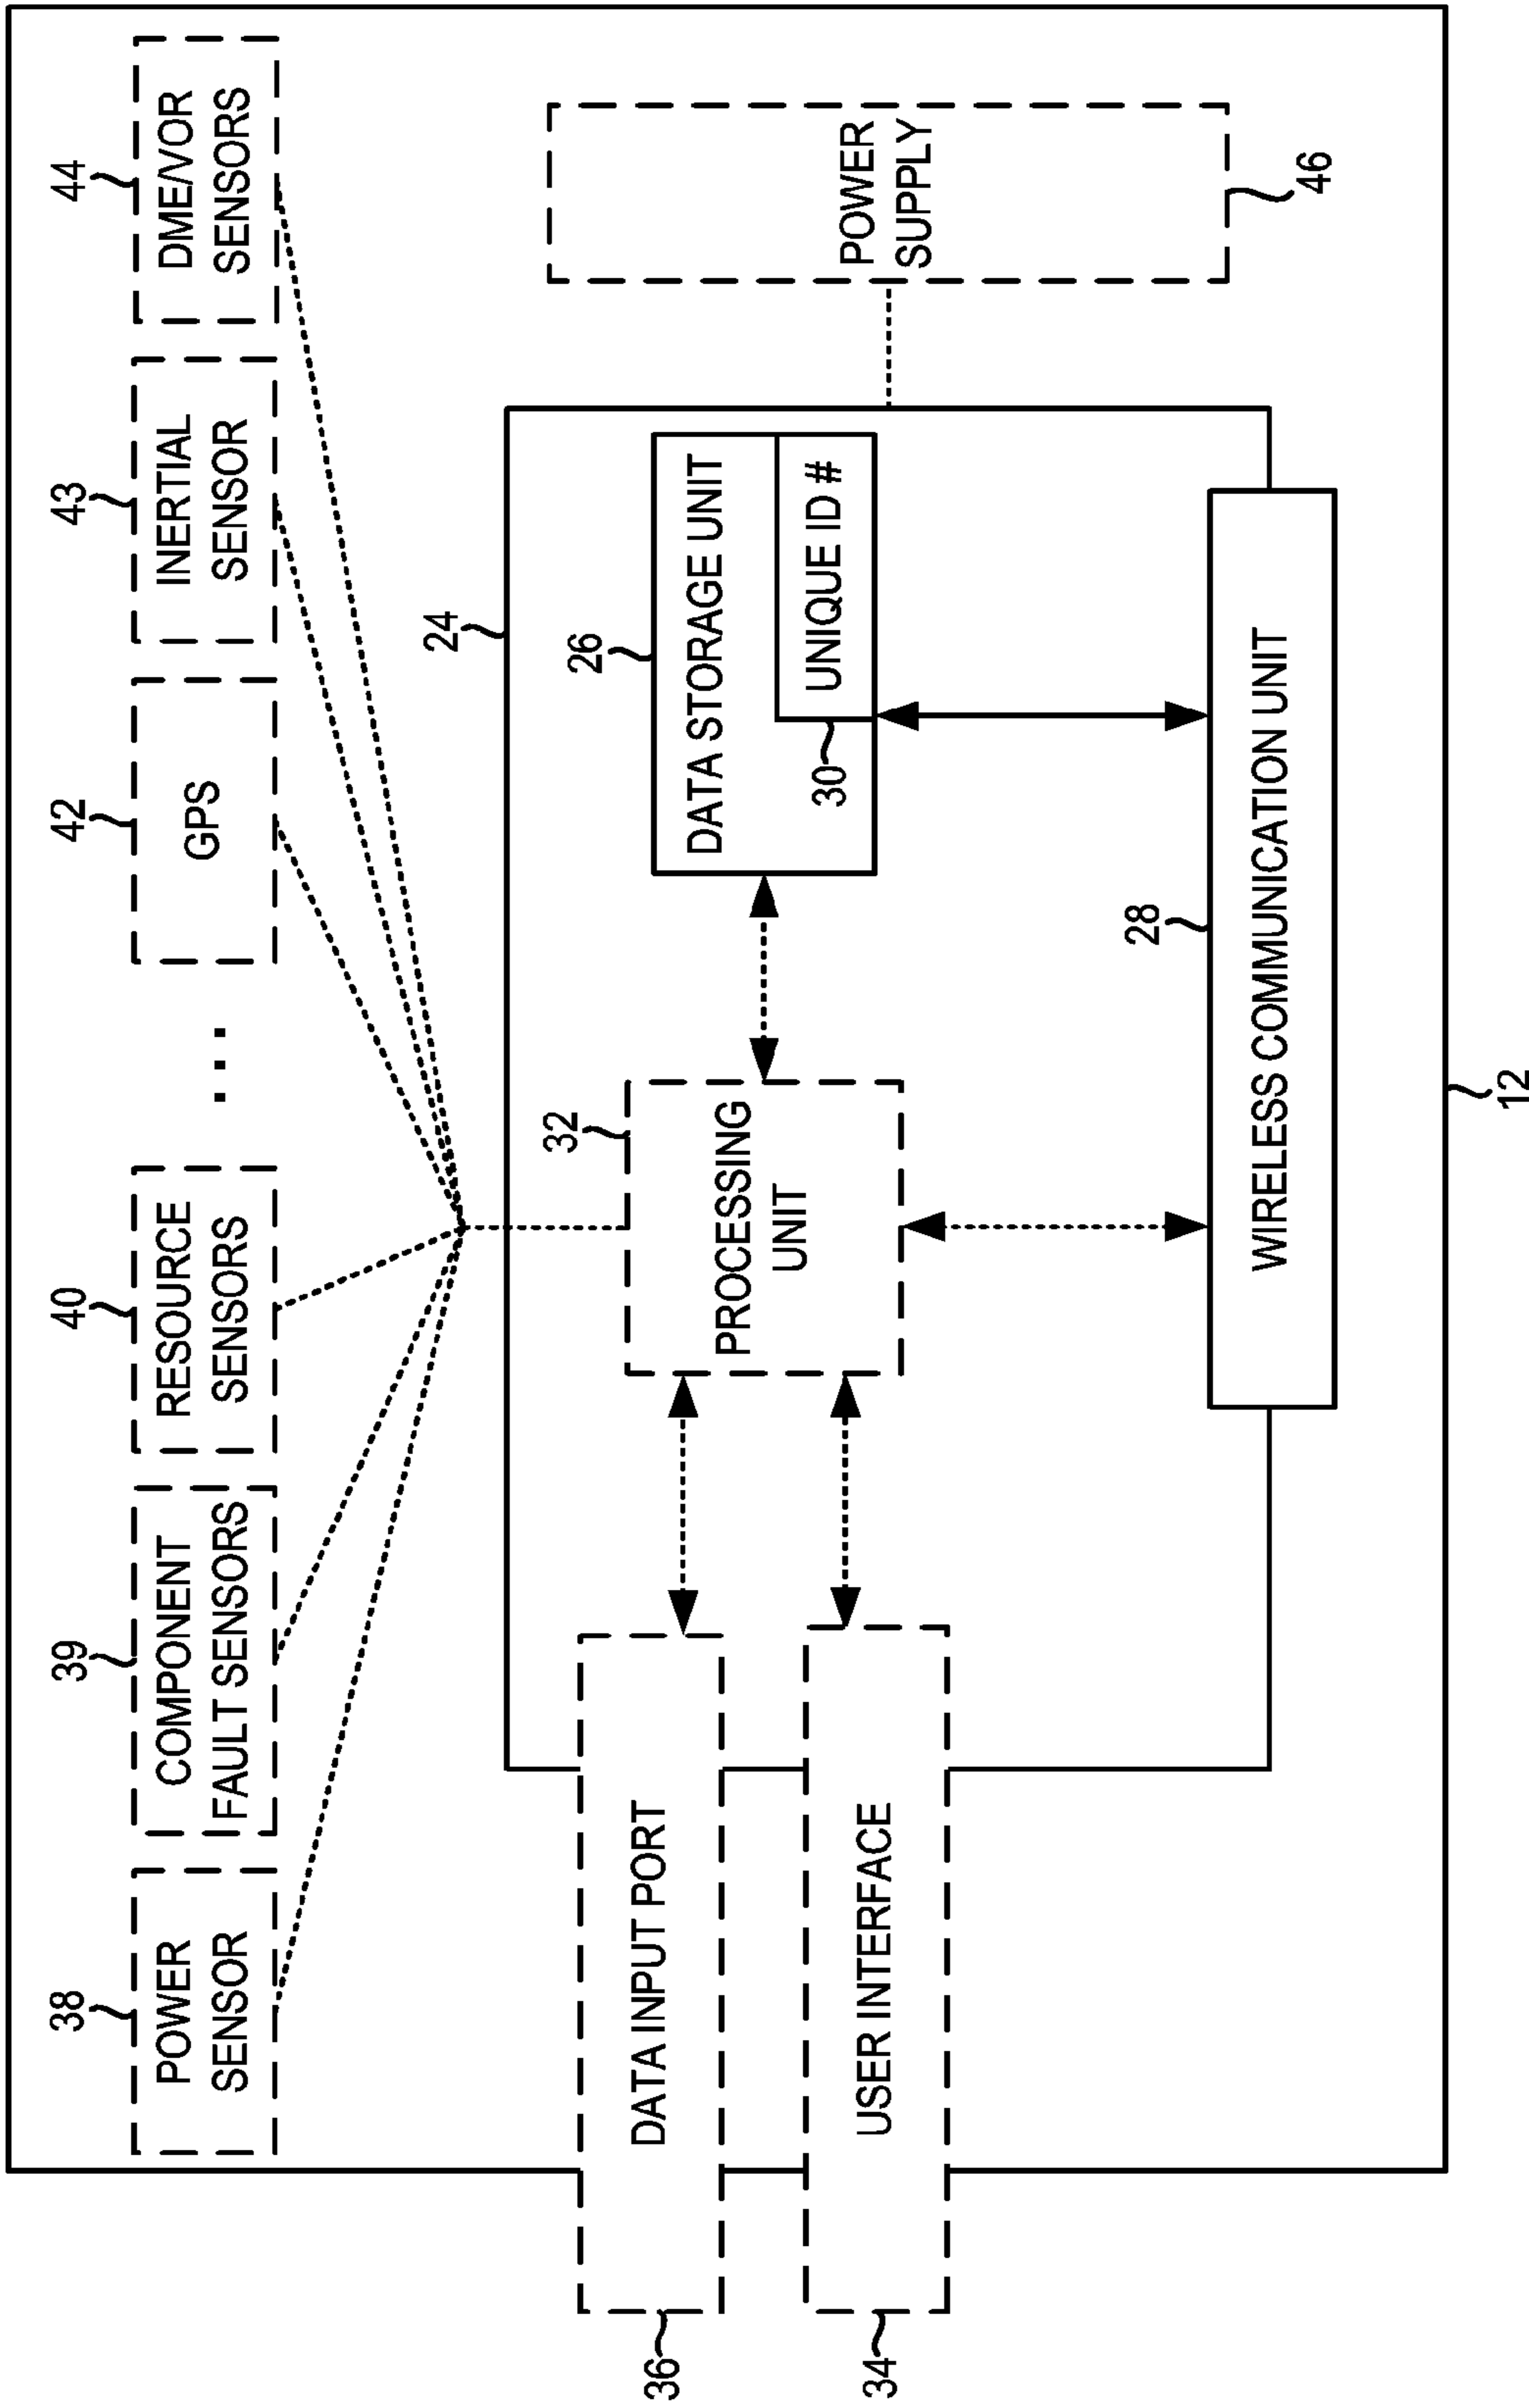 38
39
40
42
43
44
POWER
SENSOR
COMPONENT
FAULT SENSORS
RESOURCE
SENSORS
...
GPS
INERTIAL
SENSOR
DME/VOR
SENSORS
24
36
DATA INPUT PORT
32
PROCESSING
UNIT
26
DATA STORAGE UNIT
30
UNIQUE ID #
POWER
SUPPLY
46
34
USER INTERFACE
28
WIRELESS COMMUNICATION UNIT
12